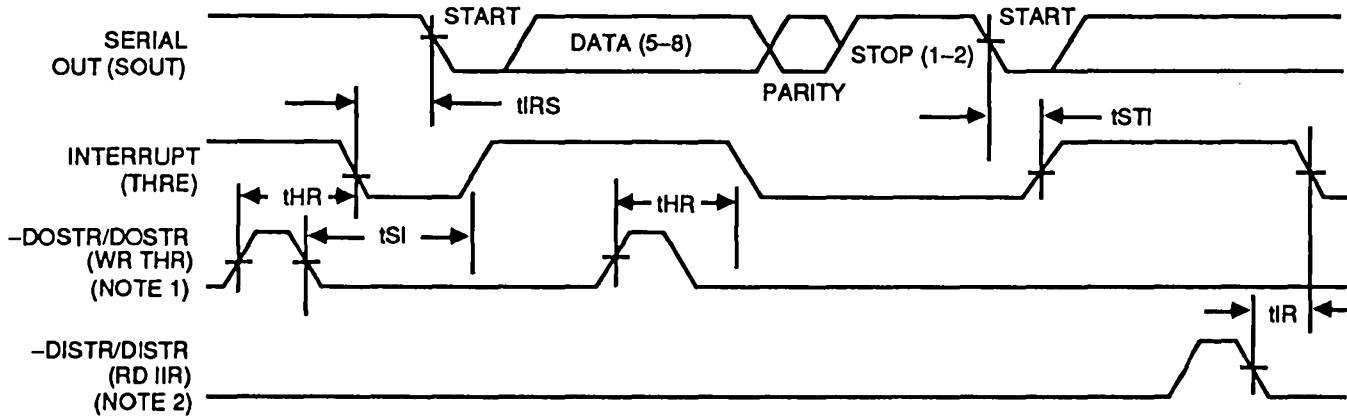 START
START
SERIAL
OUT (SOUT)
DATA (5–8)
STOP (1–2)
PARITY
tIRS
tSTI
INTERRUPT
(THRE)
tHR
tHR
–DOSTR/DOSTR
(WR THR)
(NOTE 1)
tSI
tIR
–DISTR/DISTR
(RD IIR)
(NOTE 2)